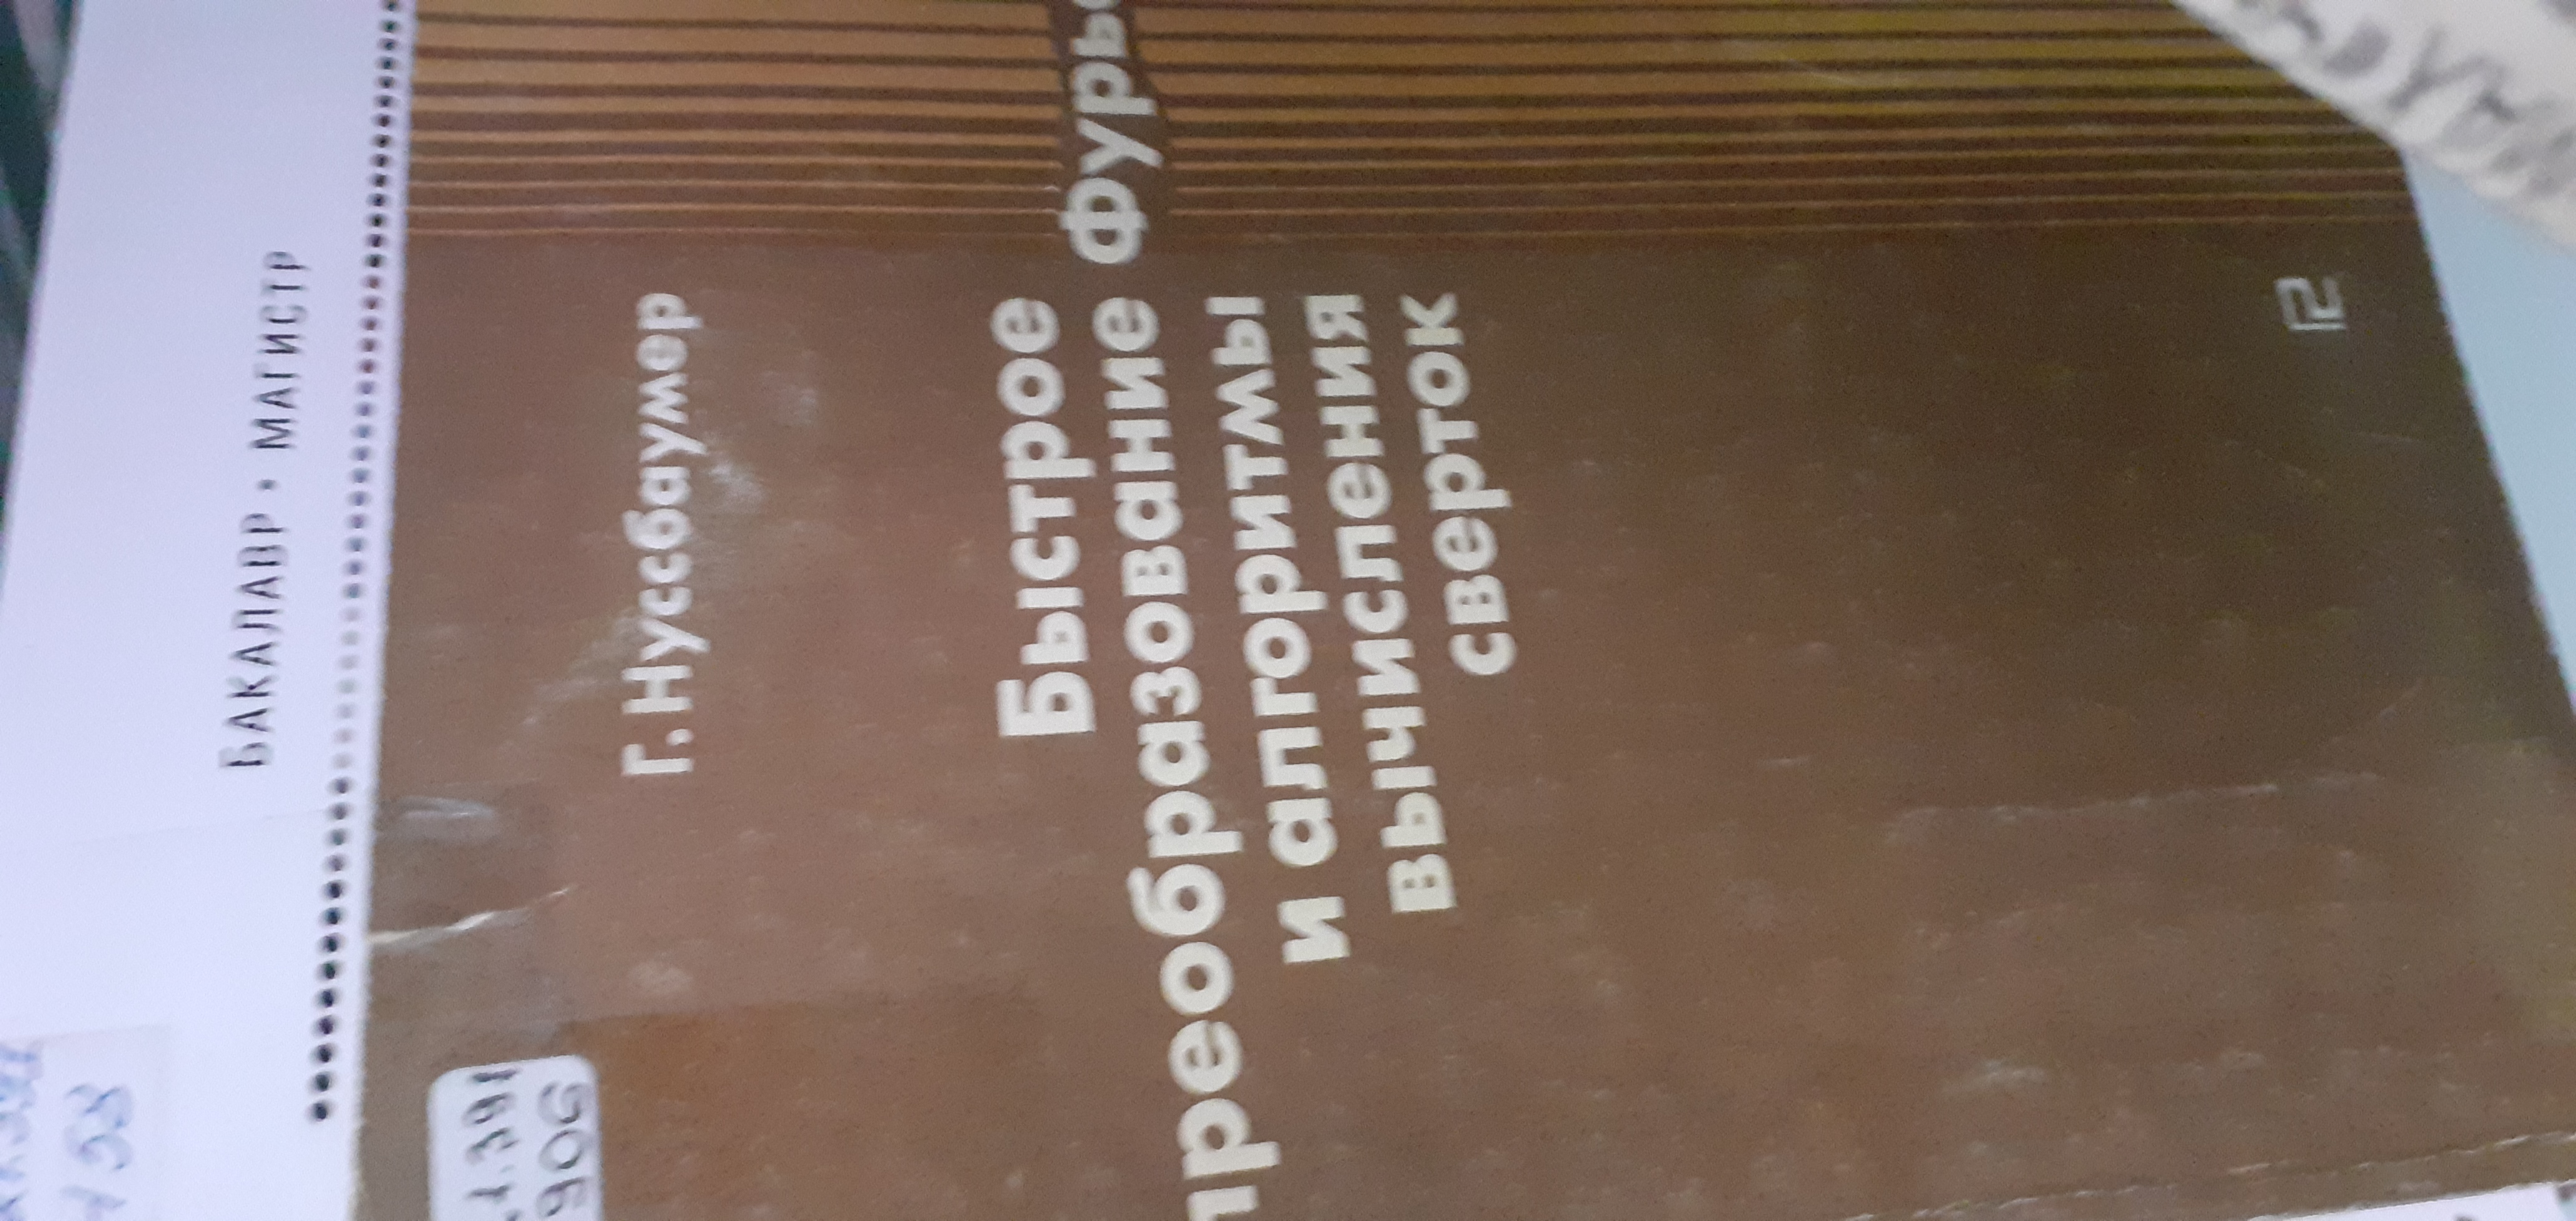 БАКАЛАВР • МАГИСТР
Г. Нуссбаумер
Быстрое
преобразование Фурье
и алгоритмы
вычисления
сверток